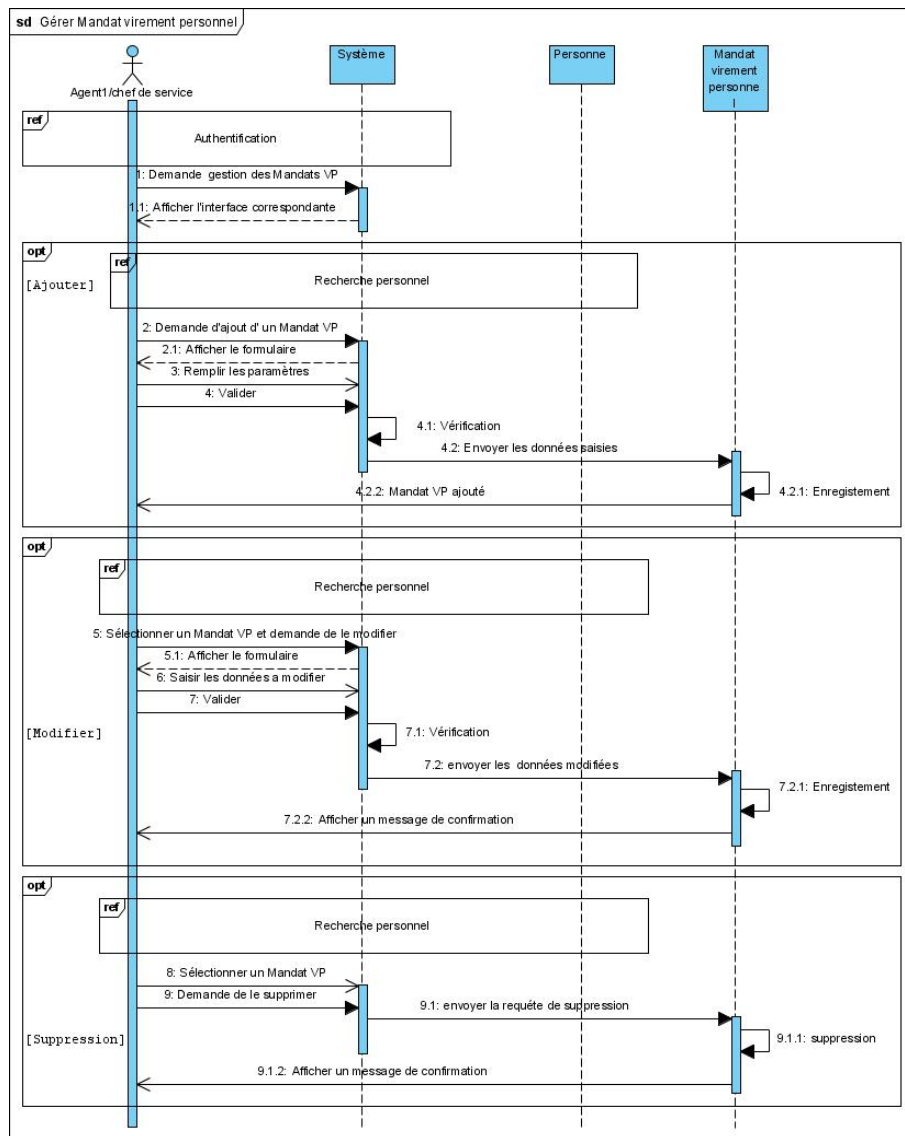 sd Gérer Mandat virement personnel
Agent1/chef de service
Système
Personne
Mandat
virement
personne
l
ref
Authentification
1: Demande gestion des Mandats VP
1.1: Afficher l'interface correspondante
opt
[Ajouter]
ref
Recherche personnel
2: Demande d'ajout d' un Mandat VP
2.1: Afficher le formulaire
3: Remplir les paramètres
4: Valider
4.1: Vérification
4.2: Envoyer les données saisies
4.2.1: Enregistement
4.2.2: Mandat VP ajouté
opt
ref
Recherche personnel
5: Sélectionner un Mandat VP et demande de le modifier
5.1: Afficher le formulaire
6: Saisir les données a modifier
7: Valider
[Modifier]
7.1: Vérification
7.2: envoyer les données modifiées
7.2.1: Enregistement
7.2.2: Afficher un message de confirmation
opt
ref
Recherche personnel
8: Sélectionner un Mandat VP
9: Demande de le supprimer
9.1: envoyer la requéte de suppression
[Suppression]
9.1.1: suppression
9.1.2: Afficher un message de confirmation